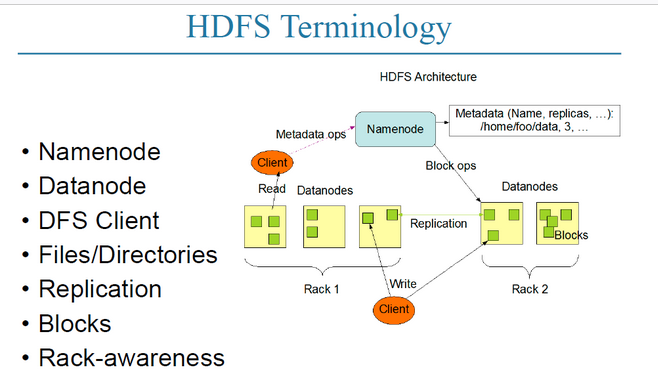 HDFS Terminology
• Namenode
• Datanode
• DFS Client
• Files/Directories
• Replication
• Blocks
• Rack-awareness
HDFS Architecture
Metadata (Name, replicas, ...):
/home/foo/data, 3, ...
Namenode
Metadata ops
Client
Block ops
Read
Datanodes
Datanodes
Replication
Blocks
Rack 1
Write
Rack 2
Client